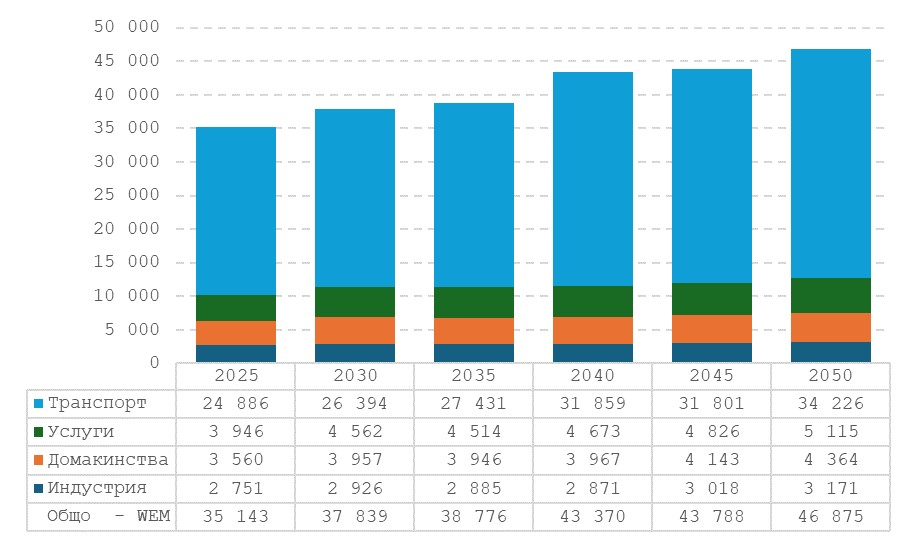 50 000
45 000
40 000
35 000
30 000
25 000
20 000
15 000
10 000
5 000
0
2025 2030 2035 2040 2045 2050
Транспорт 24 886 26 394 27 431 31 859 31 801 34 226
Услуги 3 946 4 562 4 514 4 673 4 826 5 115
Домакинства 3 560 3 957 3 946 3 967 4 143 4 364
Индустрия 2 751 2 926 2 885 2 871 3 018 3 171
Общо - WEM 35 143 37 839 38 776 43 370 43 788 46 875